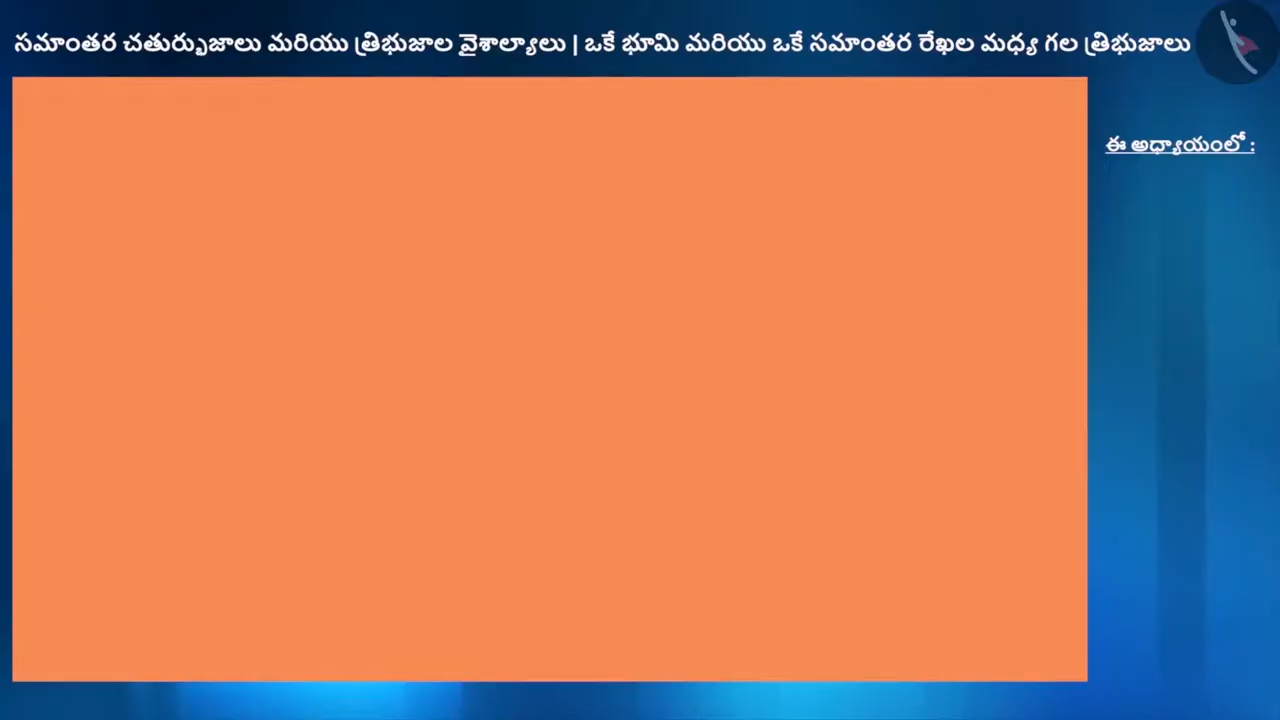 సమాంతర చతుర్భుజాలు మరియు త్రిభుజాల వైశాల్యాలు | ఒకే భూమి మరియు ఒకే సమాంతర రేఖల మధ్య గల త్రిభుజాలు
ఈ అధ్యాయంలో :